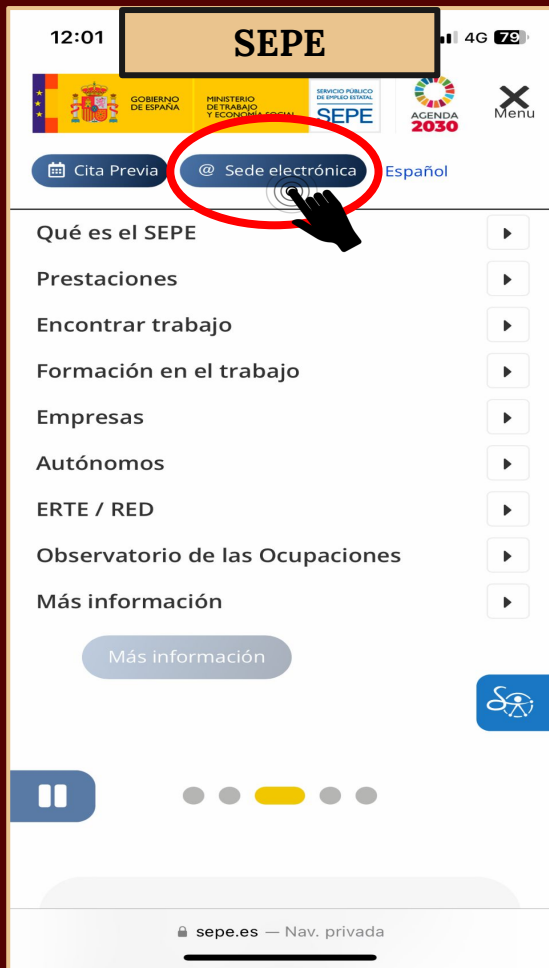 12:01
SEPE
4G 79
GOBIERNO
DE ESPAÑA
MINISTERIO
DE TRABAJO
Y ECONOMÍA SOCIAL
SERVICIO PÚBLICO
DE EMPLEO ESTATAL
SEPE
AGENDA
2030
Menu
Cita Previa
@ Sede electrónica
Español
Qué es el SEPE
Prestaciones
Encontrar trabajo
Formación en el trabajo
Empresas
Autónomos
ERTE / RED
Observatorio de las Ocupaciones
Más información
Más información
sepe.es — Nav. privada